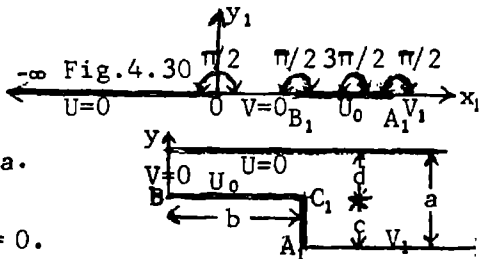 y₁
π/2 π/2 3π/2 π/2
-∞ Fig.4.30
U=0 0 V=0 B₁ U₀ A₁ V₁ x₁
y
a.
V=0 U=0
B U₀ C₁ d a
b c
= 0. A V₁